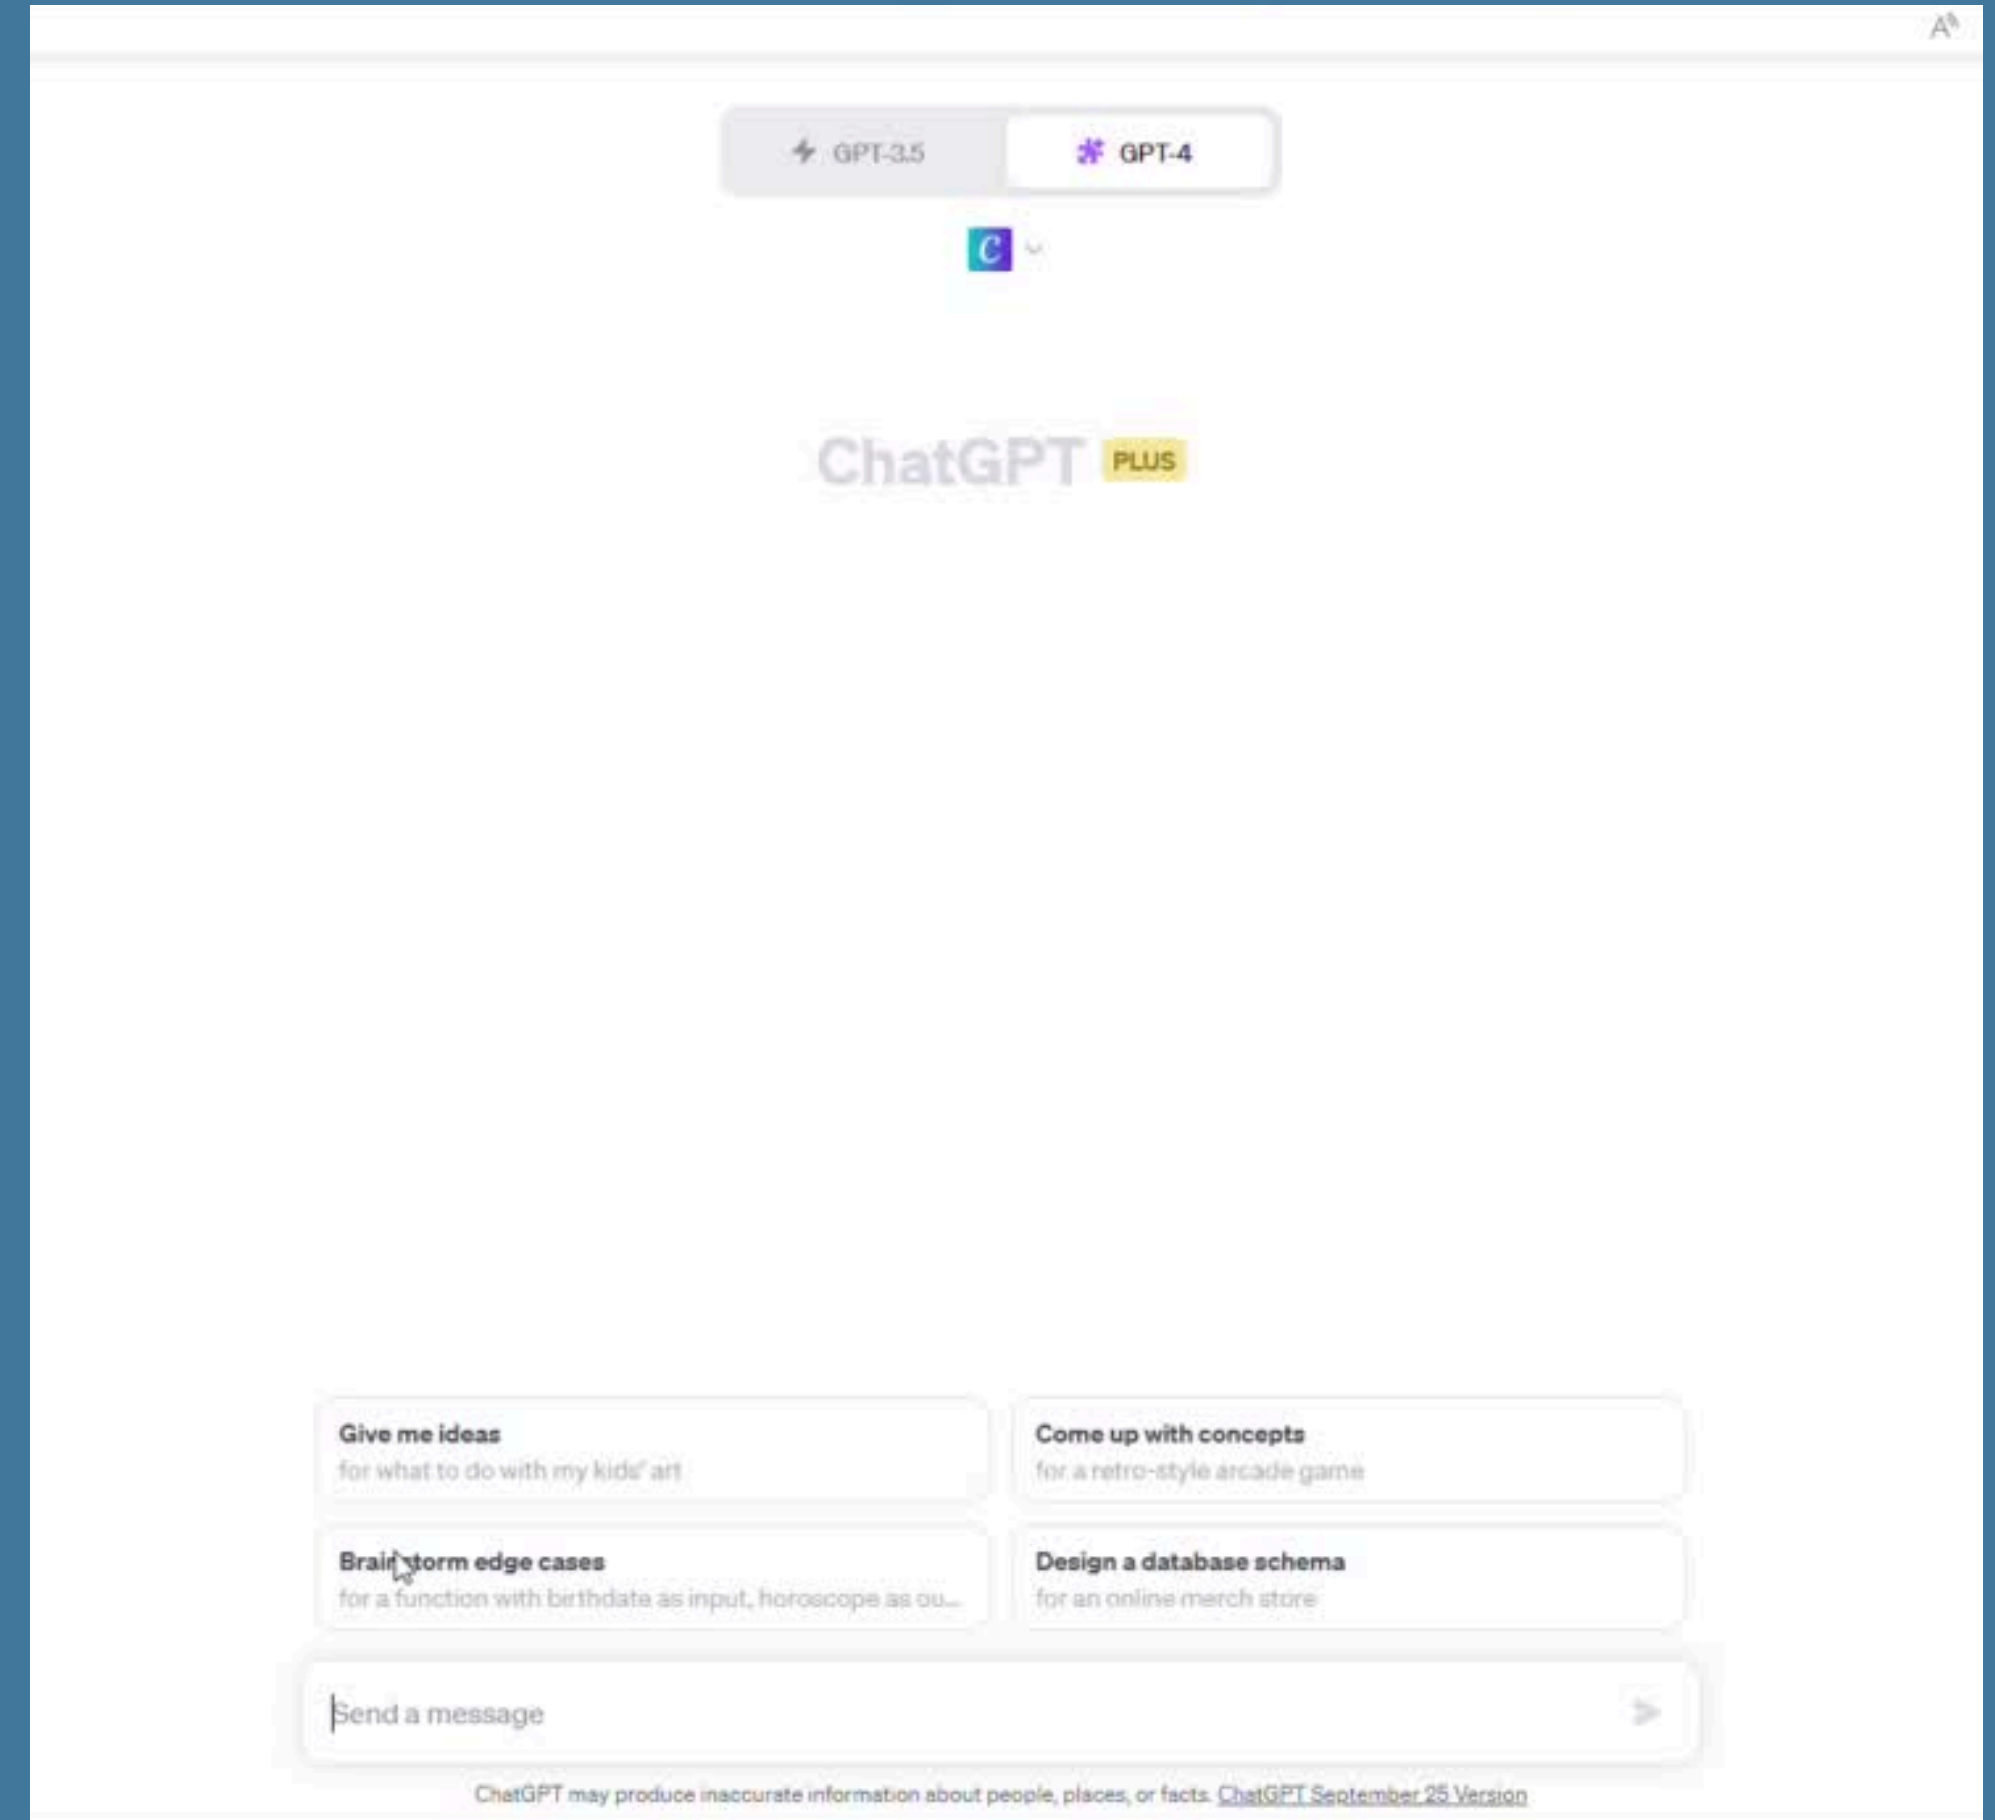 A
GPT-3.5
GPT-4
C
ChatGPT PLUS
Give me ideas
for what to do with my kids' art
Come up with concepts
for a retro-style arcade game
Brainstorm edge cases
for a function with birthdate as input, horoscope as ou...
Design a database schema
for an online merch store
Send a message
ChatGPT may produce inaccurate information about people, places, or facts. ChatGPT September 25 Version